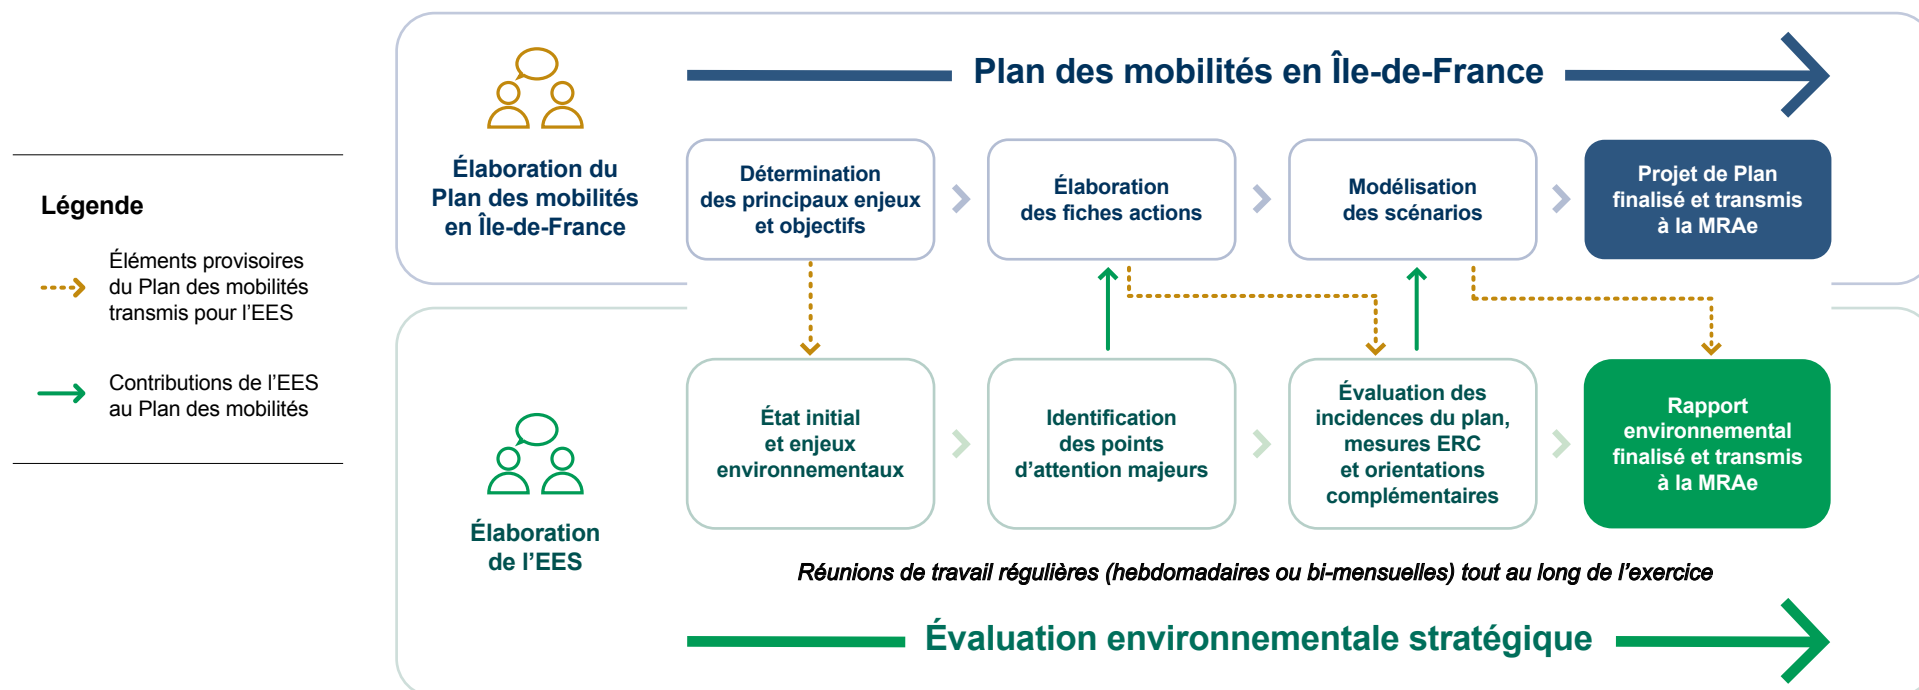 Plan des mobilités en Île-de-France
Élaboration du
Plan des mobilités
en Île-de-France
Détermination
des principaux enjeux
et objectifs
Élaboration
des fiches actions
Modélisation
des scénarios
Projet de Plan
finalisé et transmis
à la MRAe
Légende
Éléments provisoires
du Plan des mobilités
transmis pour l’EES
Contributions de l’EES
au Plan des mobilités
Élaboration
de l’EES
État initial
et enjeux
environnementaux
Identification
des points
d’attention majeurs
Évaluation des
incidences du plan,
mesures ERC
et orientations
complémentaires
Rapport
environnemental
finalisé et transmis
à la MRAe
Réunions de travail régulières (hebdomadaires ou bi-mensuelles) tout au long de l’exercice
Évaluation environnementale stratégique